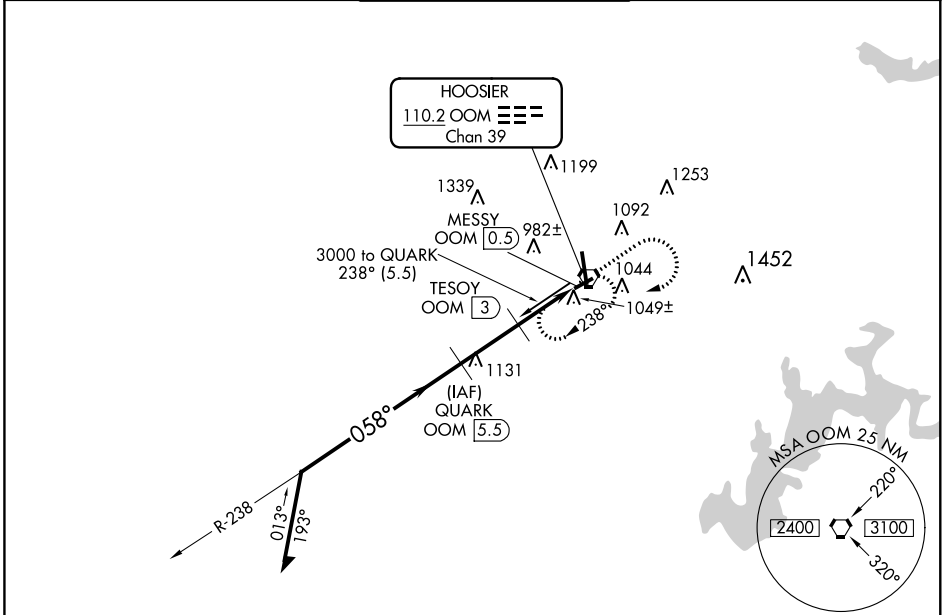 HOOSIER
110.2 OOM
Chan 39
1199
1253
1339
1092
MESSY
OOM 0.5
982±
3000 to QUARK
238° (5.5)
1452
1044
TESOY
OOM 3
1049±
238°
1131
(IAF)
QUARK
OOM 5.5
058°
MSA OOM 25 NM
220°
R-238
013°
193°
2400
3100
320°